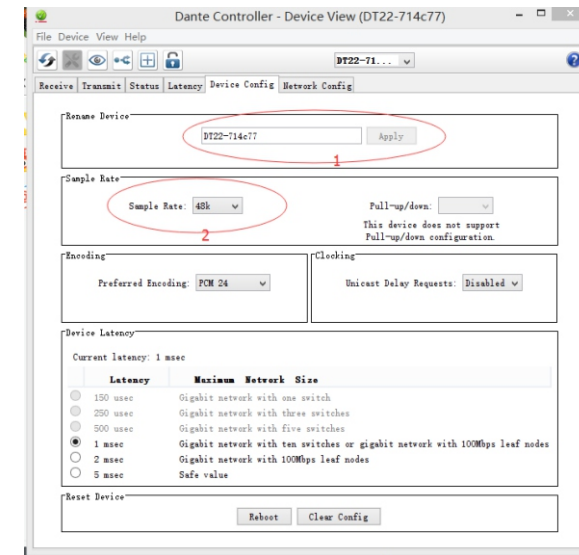 Dante Controller - Device View (DT22-714c77)
File Device View Help
DT22-71...
?
Receive Transmit Status Latency Device Config Network Config
Rename Device
DT22-714c77 Apply
1
Sample Rate
Sample Rate: 48k Pull-up/down:
This device does not support
Pull-up/down configuration.
2
Encoding Clocking
Preferred Encoding: PCM 24 Unicast Delay Requests: Disabled
Device Latency
Current latency: 1 msec
Latency Maximum Network Size
150 usec Gigabit network with one switch
250 usec Gigabit network with three switches
500 usec Gigabit network with five switches
1 msec Gigabit network with ten switches or gigabit network with 100Mbps leaf nodes
2 msec Gigabit network with 100Mbps leaf nodes
5 msec Safe value
Reset Device
Reboot Clear Config